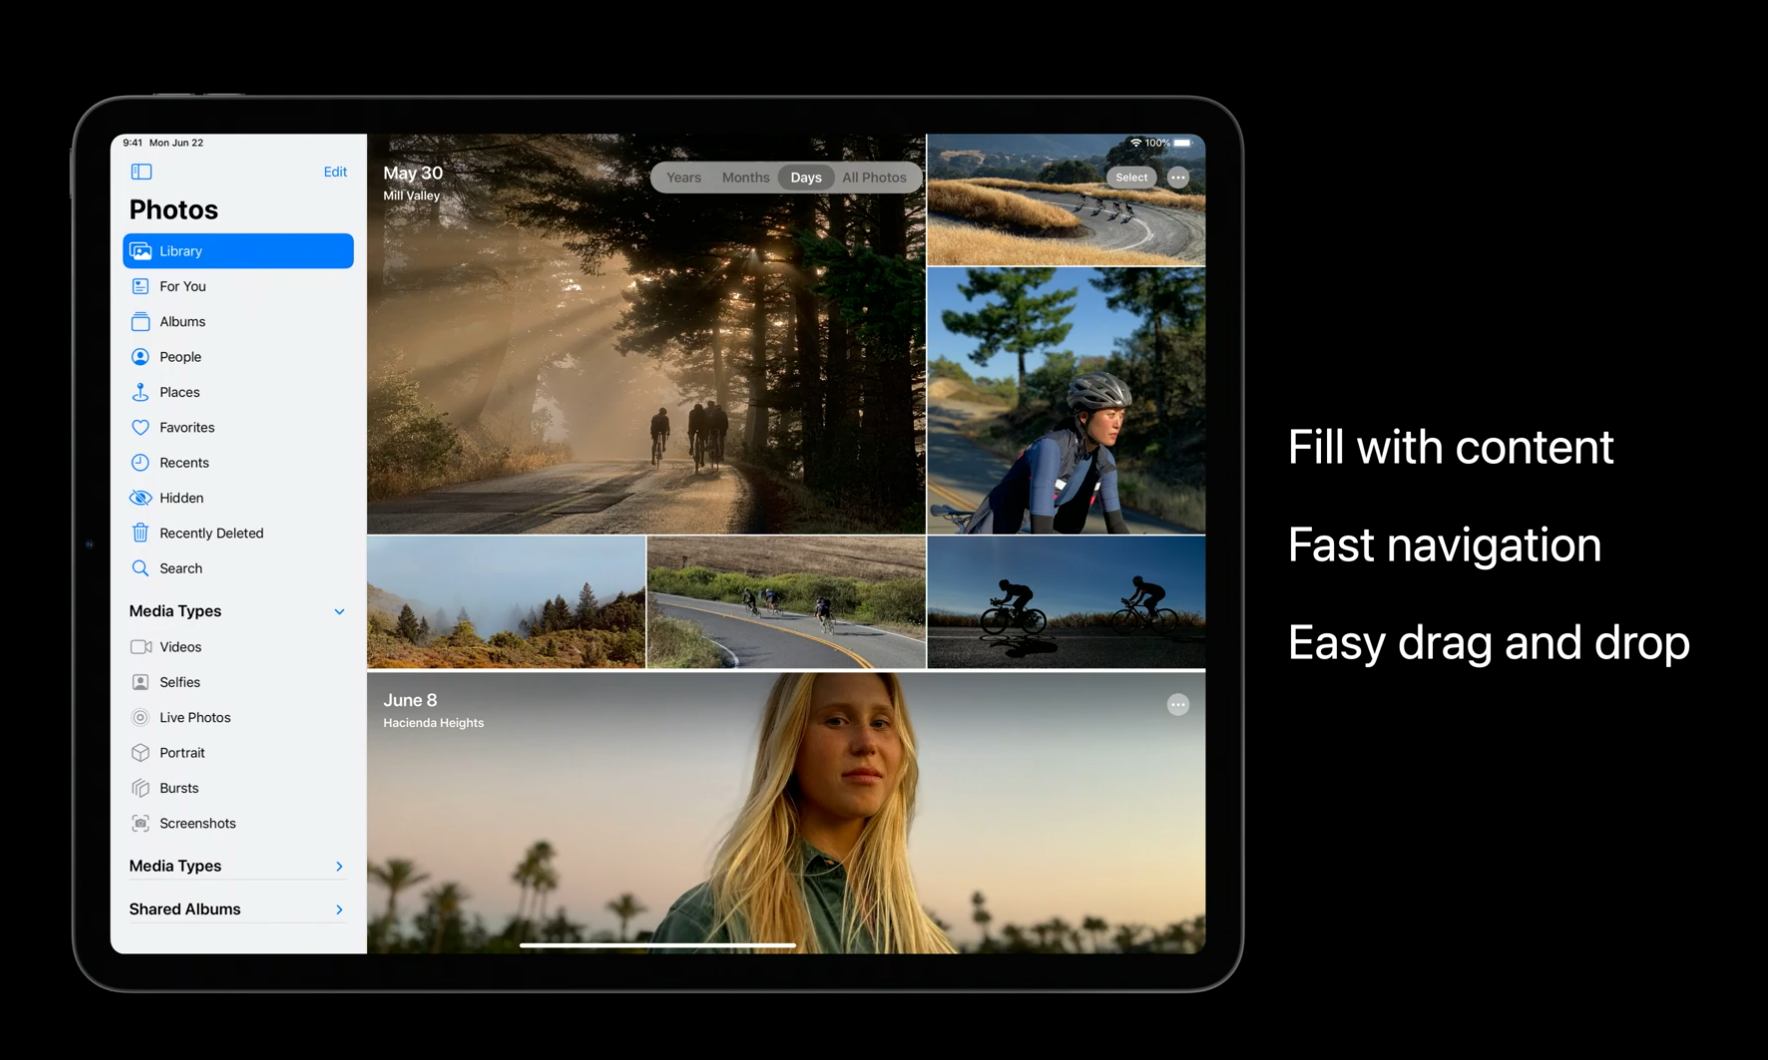 9:41 Mon Jun 22
Edit
Photos
Library
For You
Albums
People
Places
Favorites
Recents
Hidden
Recently Deleted
Search
Media Types
Videos
Selfies
Live Photos
Portrait
Bursts
Screenshots
Media Types
Shared Albums
May 30
Mill Valley
Years Months Days All Photos
100%
Select
June 8
Hacienda Heights
Fill with content
Fast navigation
Easy drag and drop